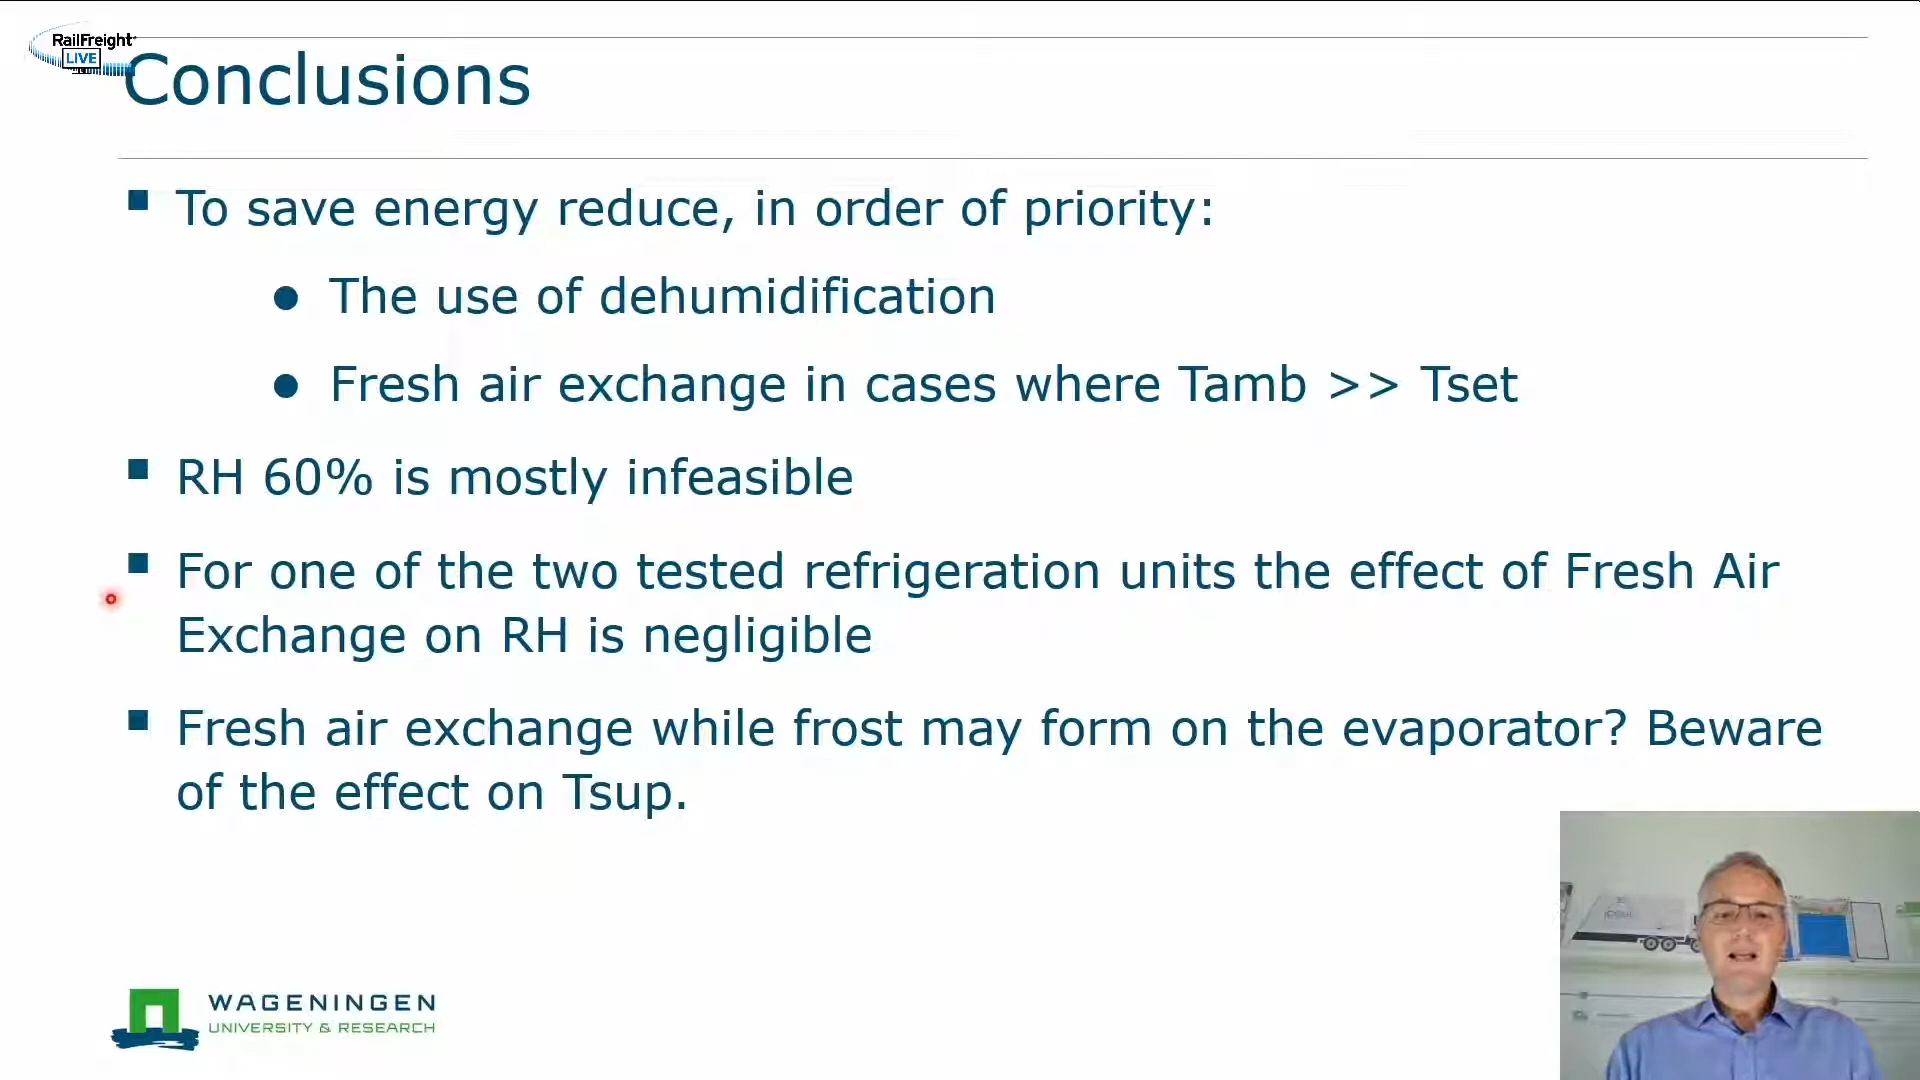 RailFreight
LIVE
Conclusions
To save energy reduce, in order of priority:
The use of dehumidification
Fresh air exchange in cases where Tamb >> Tset
RH 60% is mostly infeasible
For one of the two tested refrigeration units the effect of Fresh Air
Exchange on RH is negligible
Fresh air exchange while frost may form on the evaporator? Beware
of the effect on Tsup.
WAGENINGEN
UNIVERSITY & RESEARCH